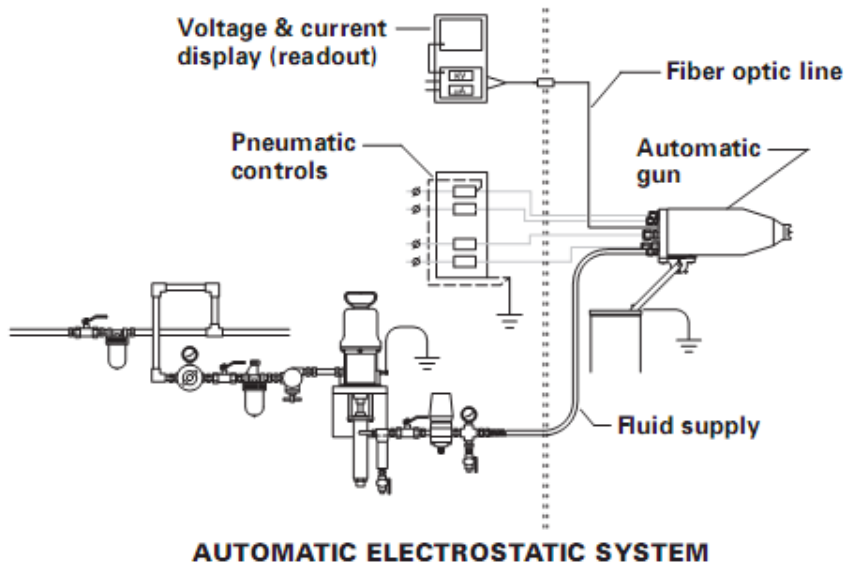 Voltage & current
display (readout)
kV
µA
Fiber optic line
Pneumatic
controls
Automatic
gun
Fluid supply
AUTOMATIC ELECTROSTATIC SYSTEM